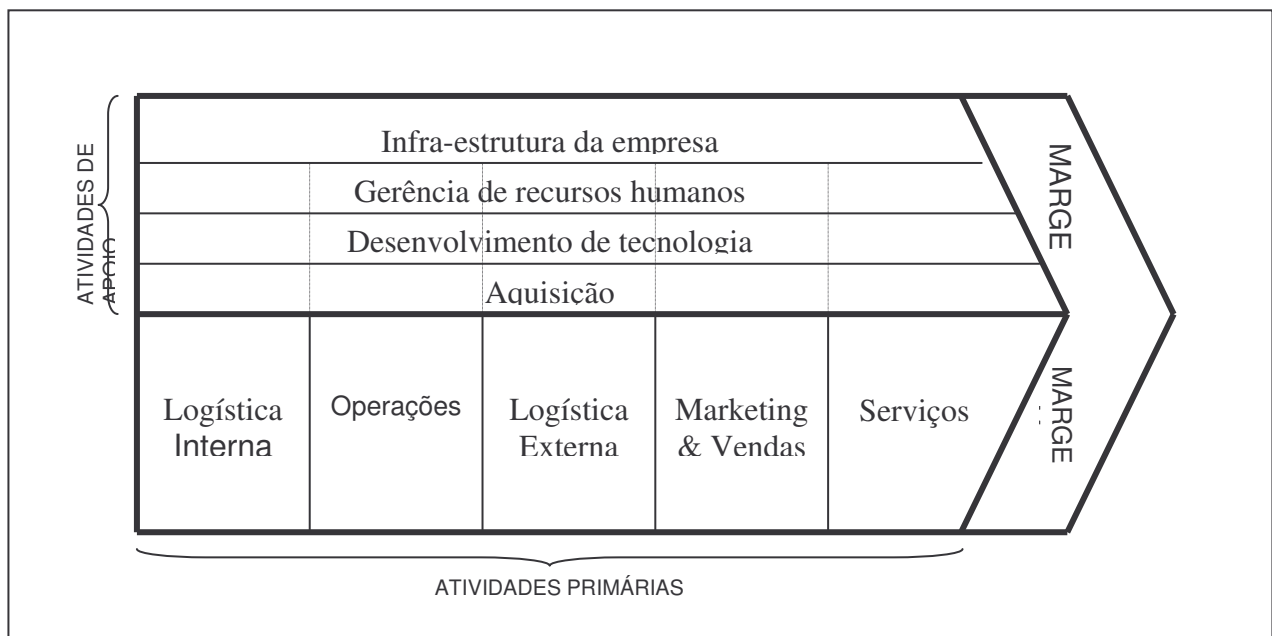 ATIVIDADES DE
APOIO
Infra-estrutura da empresa
Gerência de recursos humanos
Desenvolvimento de tecnologia
Aquisição
MARGE
Logística
Interna
Operações
Logística
Externa
Marketing
& Vendas
Serviços
MARGE
ATIVIDADES PRIMÁRIAS